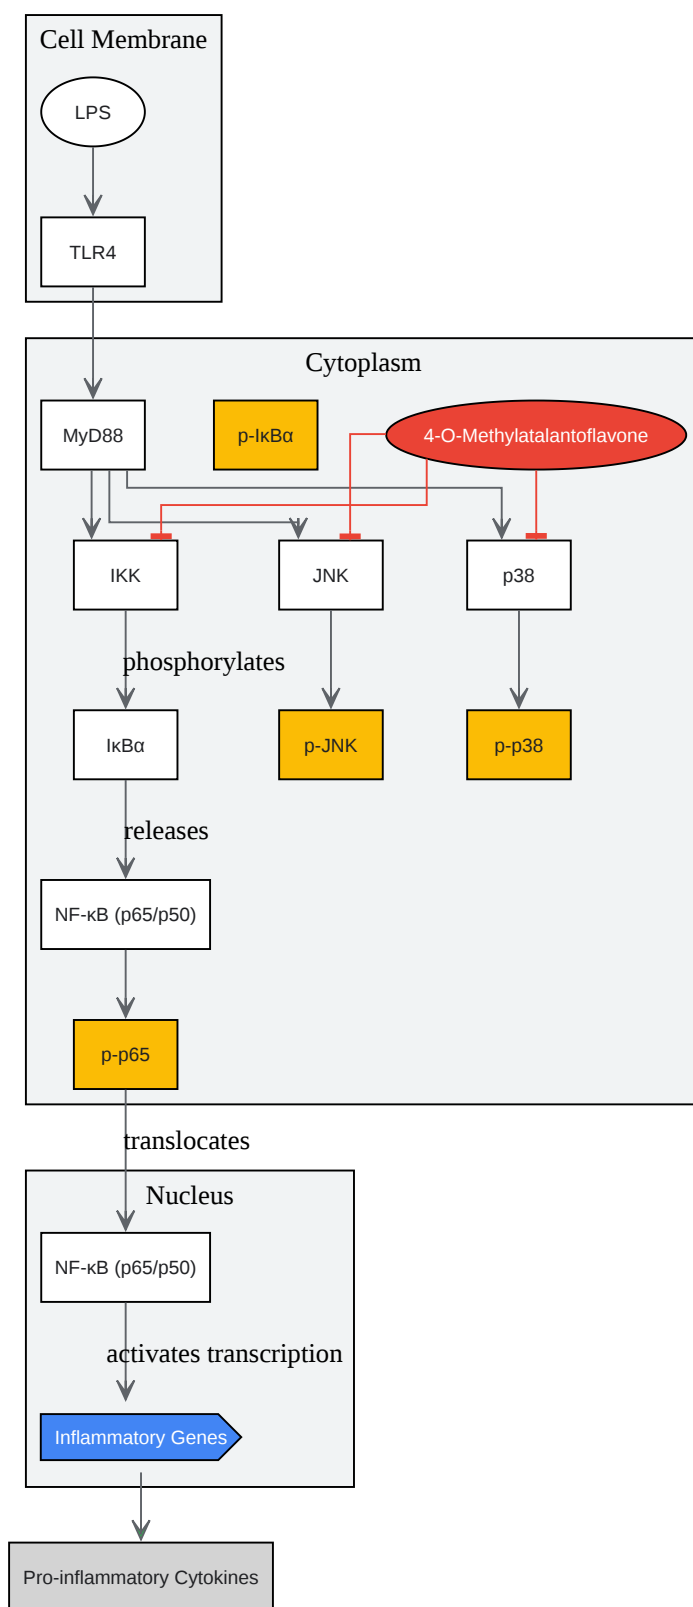 Cell Membrane
LPS
TLR4
Cytoplasm
MyD88
p-IκBα
4-O-Methylatalantoflavone
IKK
JNK
p38
phosphorylates
IκBα
p-JNK
p-p38
releases
NF-κB (p65/p50)
p-p65
translocates
Nucleus
NF-κB (p65/p50)
activates transcription
Inflammatory Genes
Pro-inflammatory Cytokines